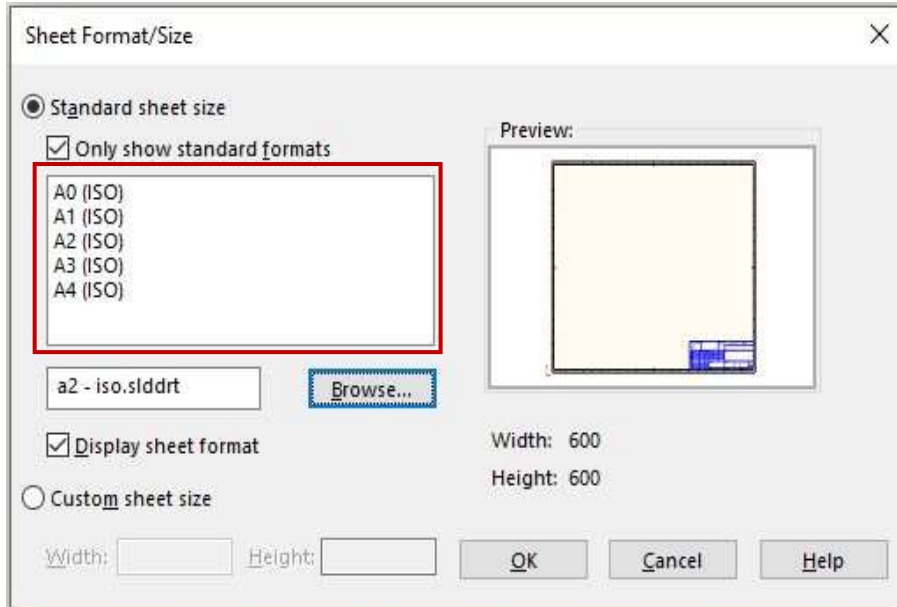 Sheet Format/Size
Standard sheet size
Only show standard formats
A0 (ISO)
A1 (ISO)
A2 (ISO)
A3 (ISO)
A4 (ISO)
a2 - iso.slddrt
Browse...
Display sheet format
Custom sheet size
Width:
Height:
Preview:
Width: 600
Height: 600
OK
Cancel
Help